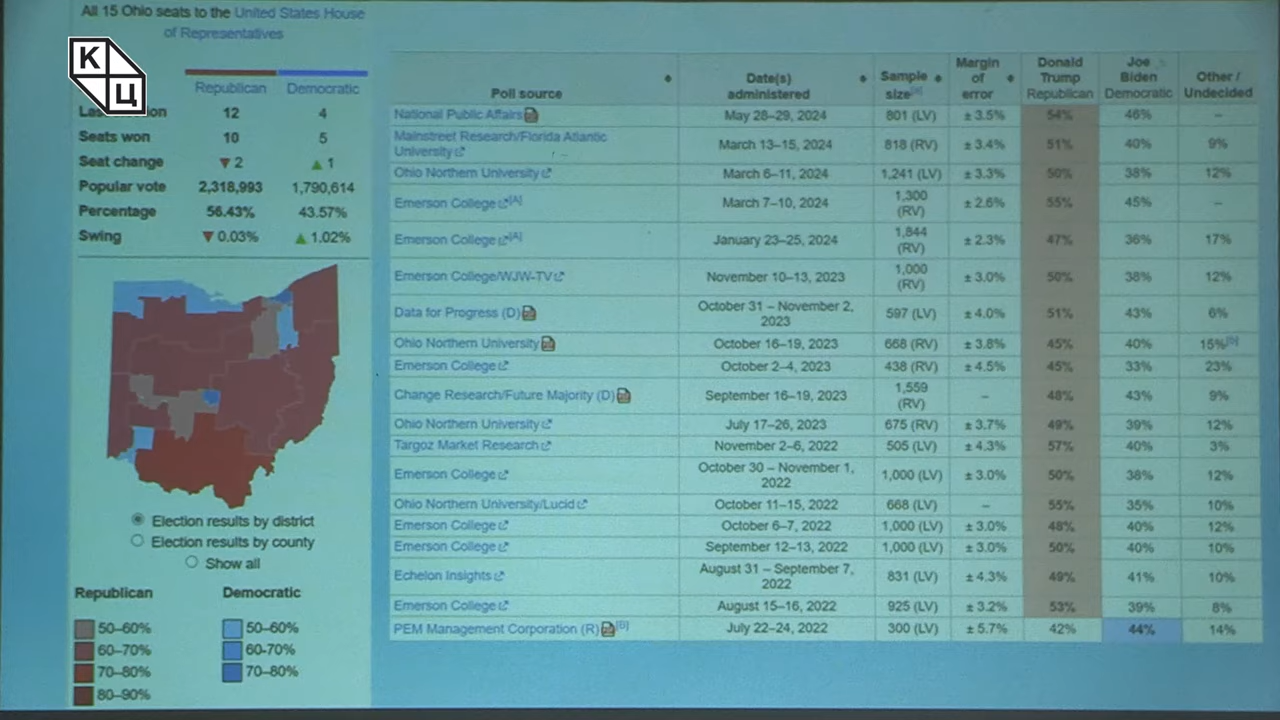 All 15 Ohio seats to the United States House
of Representatives
К
Ц
Republican Democratic
Las on 12 4
Seats won 10 5
Seat change ▼ 2 ▲ 1
Popular vote 2,318,993 1,790,614
Percentage 56.43% 43.57%
Swing ▼ 0.03% ▲ 1.02%
Election results by district
Election results by county
Show all
Republican Democratic
50–60% 50–60%
60–70% 60-70%
70–80% 70–80%
80–90%
Poll source Date(s) administered Sample size[a] Margin of error Donald Trump Republican Joe Biden Democratic Other / Undecided
National Public Affairs May 28–29, 2024 801 (LV) ± 3.5% 54% 46% –
Mainstreet Research/Florida Atlantic
University March 13–15, 2024 818 (RV) ± 3.4% 51% 40% 9%
Ohio Northern University March 6–11, 2024 1,241 (LV) ± 3.3% 50% 38% 12%
Emerson College[A] March 7–10, 2024 1,300 (RV) ± 2.6% 55% 45% –
Emerson College[A] January 23–25, 2024 1,844 (RV) ± 2.3% 47% 36% 17%
Emerson College/WJW-TV November 10–13, 2023 1,000 (RV) ± 3.0% 50% 38% 12%
Data for Progress (D) October 31 – November 2, 2023 597 (LV) ± 4.0% 51% 43% 6%
Ohio Northern University October 16–19, 2023 668 (RV) ± 3.8% 45% 40% 15%[b]
Emerson College October 2–4, 2023 438 (RV) ± 4.5% 45% 33% 23%
Change Research/Future Majority (D) September 16–19, 2023 1,559 (RV) – 48% 43% 9%
Ohio Northern University July 17–26, 2023 675 (RV) ± 3.7% 49% 39% 12%
Targoz Market Research November 2–6, 2022 505 (LV) ± 4.3% 57% 40% 3%
Emerson College October 30 – November 1, 2022 1,000 (LV) ± 3.0% 50% 38% 12%
Ohio Northern University/Lucid October 11–15, 2022 668 (LV) – 55% 35% 10%
Emerson College October 6–7, 2022 1,000 (LV) ± 3.0% 48% 40% 12%
Emerson College September 12–13, 2022 1,000 (LV) ± 3.0% 50% 40% 10%
Echelon Insights August 31 – September 7, 2022 831 (LV) ± 4.3% 49% 41% 10%
Emerson College August 15–16, 2022 925 (LV) ± 3.2% 53% 39% 8%
PEM Management Corporation (R)[B] July 22–24, 2022 300 (LV) ± 5.7% 42% 44% 14%